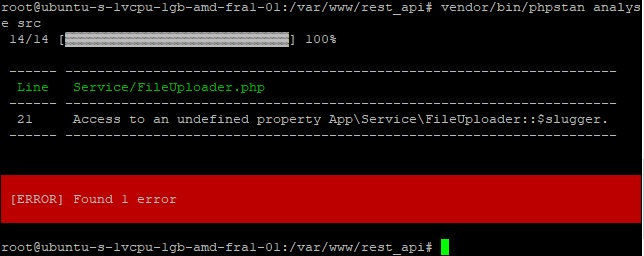 root@ubuntu-s-1vcpu-1gb-amd-fra1-01:/var/www/rest_api# vendor/bin/phpstan analys
e src
14/14 [▓▓▓▓▓▓▓▓▓▓▓▓▓▓▓▓▓▓▓▓▓▓▓▓▓▓▓▓] 100%
------ -----------------------------------------------------------------
Line Service/FileUploader.php
------ -----------------------------------------------------------------
21 Access to an undefined property App\Service\FileUploader::$slugger.
------ -----------------------------------------------------------------
[ERROR] Found 1 error
root@ubuntu-s-1vcpu-1gb-amd-fra1-01:/var/www/rest_api#